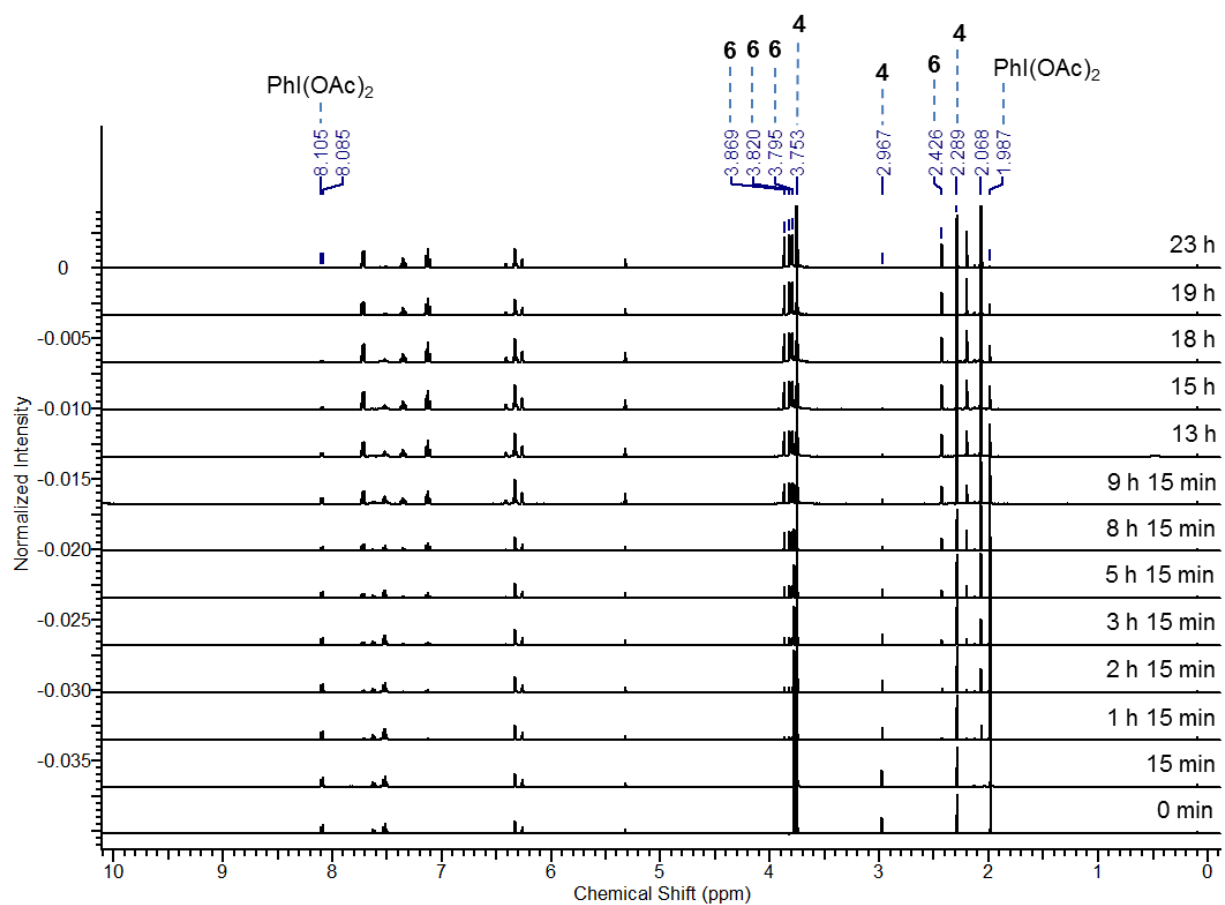 4
6 6 6 4
4 6 PhI(OAc)2
PhI(OAc)2
8.105
8.085
3.869
3.820
3.795
3.753
2.967
2.426
2.289
2.068
1.987
23 h
0
19 h
-0.005
18 h
15 h
-0.010
13 h
-0.015
9 h 15 min
8 h 15 min
-0.020
5 h 15 min
-0.025
3 h 15 min
2 h 15 min
-0.030
1 h 15 min
-0.035
15 min
0 min
Normalized Intensity
10 9 8 7 6 5 4 3 2 1 0
Chemical Shift (ppm)